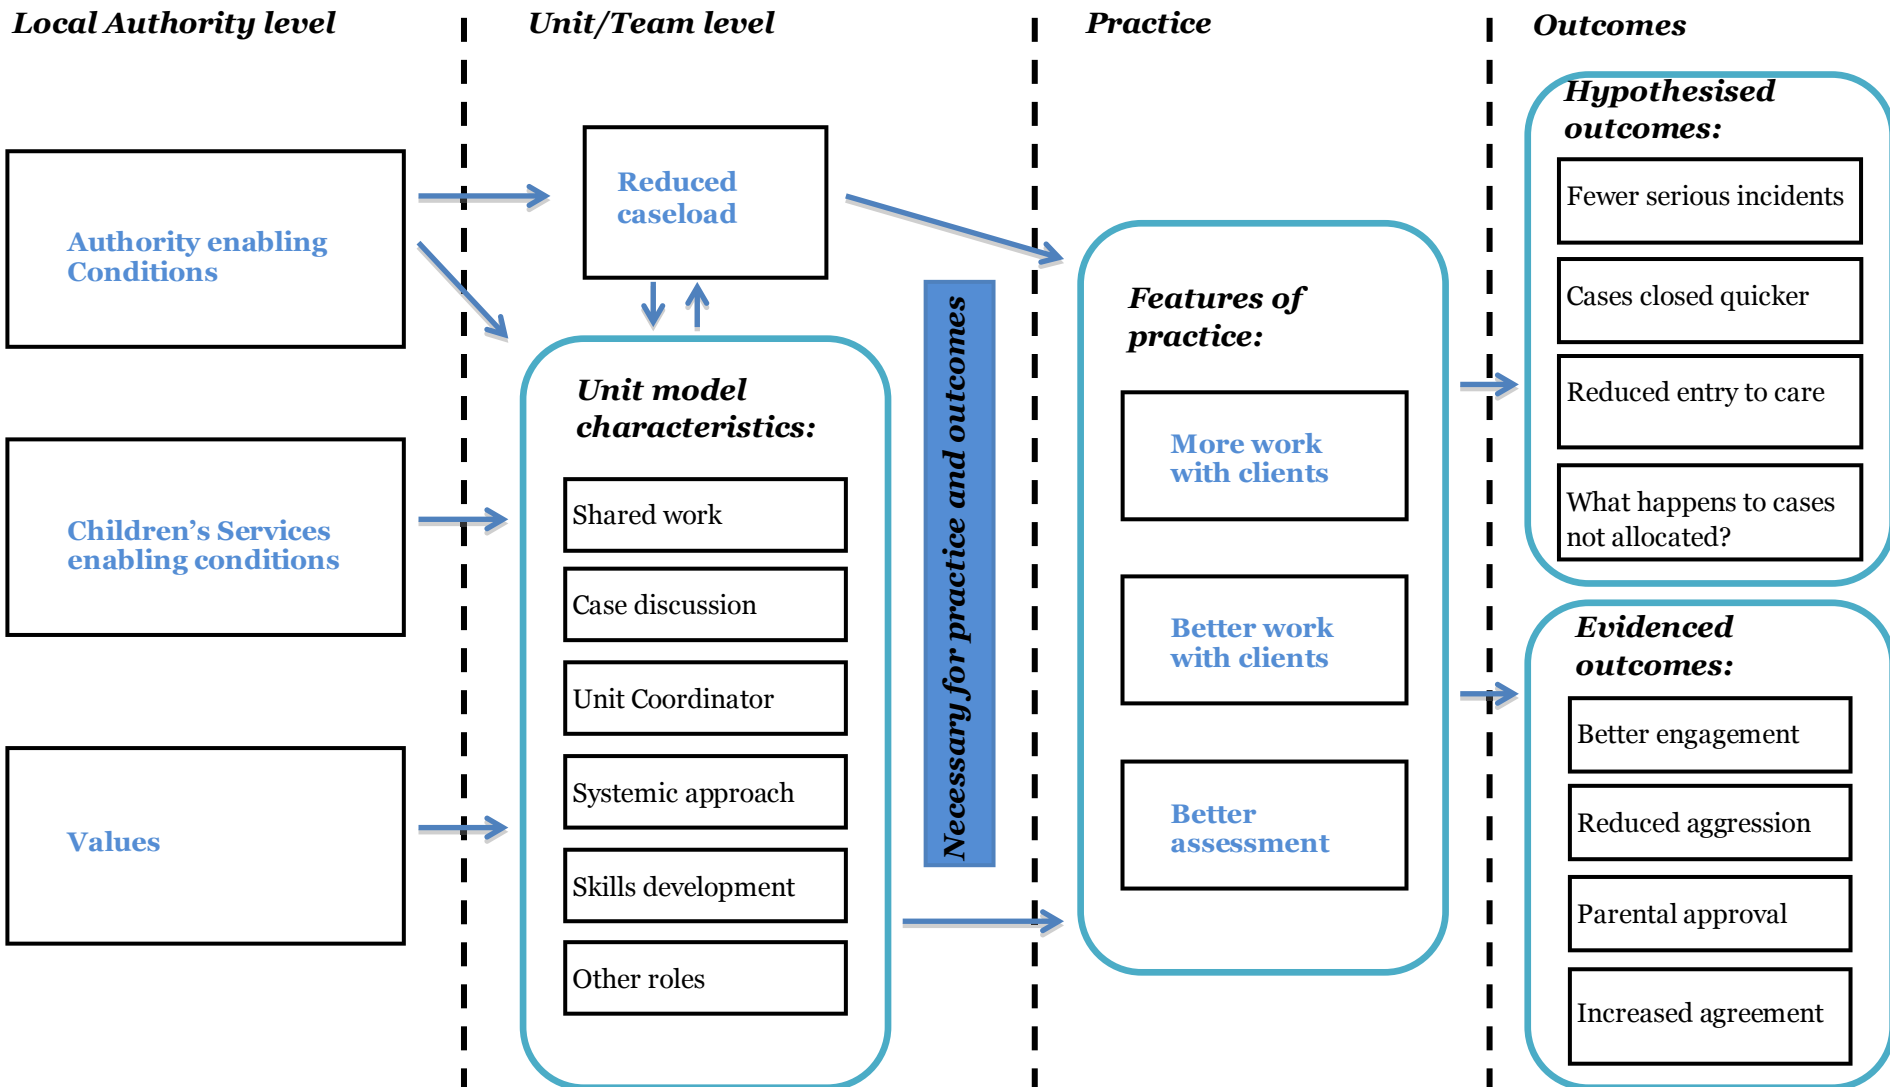 Local Authority level
Unit/Team level
Practice
Outcomes
Authority enabling
Conditions
Children’s Services
enabling conditions
Values
Reduced
caseload
Unit model
characteristics:
Shared work
Case discussion
Unit Coordinator
Systemic approach
Skills development
Other roles
Necessary for practice and outcomes
Features of
practice:
More work
with clients
Better work
with clients
Better
assessment
Hypothesised
outcomes:
Fewer serious incidents
Cases closed quicker
Reduced entry to care
What happens to cases
not allocated?
Evidenced
outcomes:
Better engagement
Reduced aggression
Parental approval
Increased agreement